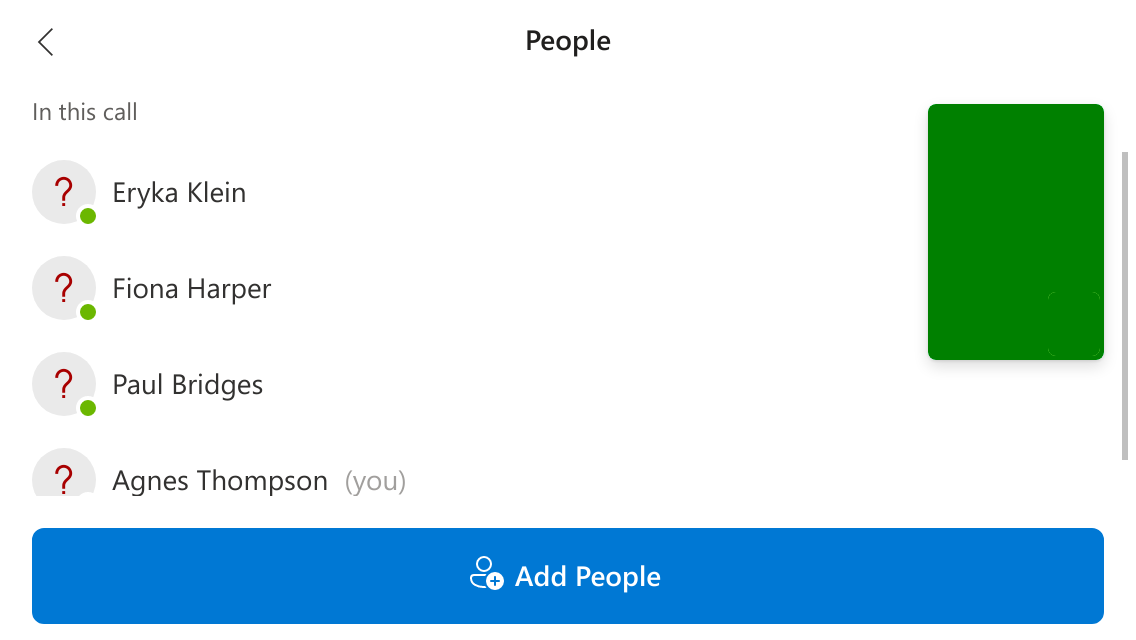 People
In this call
? Eryka Klein
? Fiona Harper
? Paul Bridges
? Agnes Thompson (you)
Add People